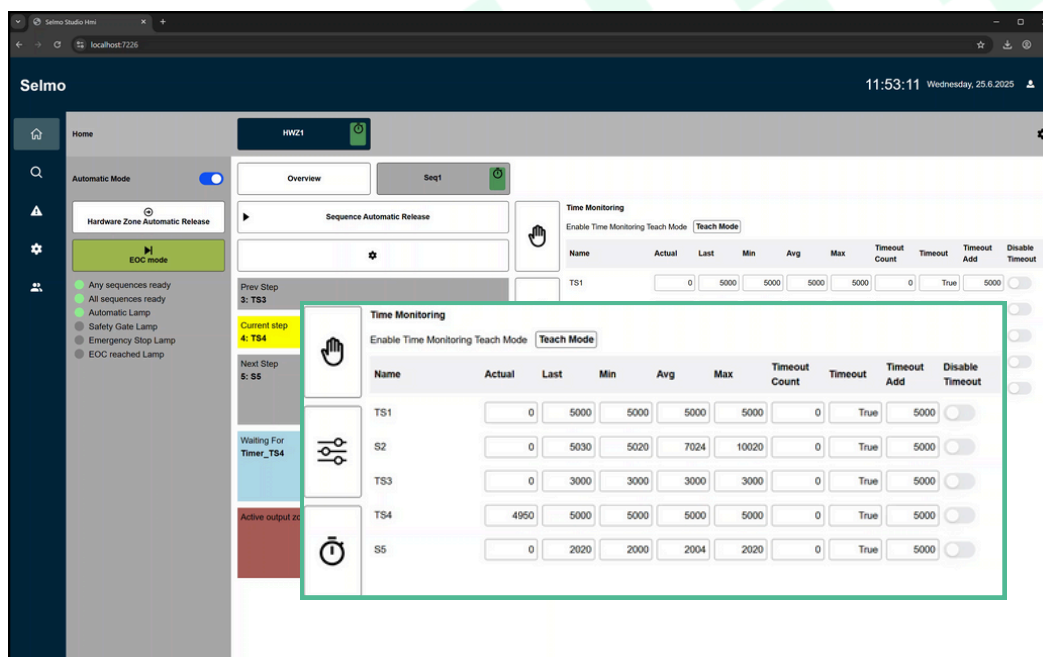 Selmo Studio Hmi
localhost:7226
Selmo
11:53:11 Wednesday, 25.6.2025
Home
HWZ1
Automatic Mode
Overview
Seq1
Hardware Zone Automatic Release
Sequence Automatic Release
EOC mode
Time Monitoring
Enable Time Monitoring Teach Mode Teach Mode
Name Actual Last Min Avg Max Timeout Count Timeout Timeout Add Disable Timeout
TS1 0 5000 5000 5000 5000 0 True 5000
Any sequences ready
All sequences ready
Automatic Lamp
Safety Gate Lamp
Emergency Stop Lamp
EOC reached Lamp
Prev Step
3: TS3
Current step
4: TS4
Next Step
5: S5
Waiting For
Timer_TS4
Active output zo
Time Monitoring
Enable Time Monitoring Teach Mode Teach Mode
Name Actual Last Min Avg Max Timeout Count Timeout Timeout Add Disable Timeout
TS1 0 5000 5000 5000 5000 0 True 5000
S2 0 5030 5020 7024 10020 0 True 5000
TS3 0 3000 3000 3000 3000 0 True 5000
TS4 4950 5000 5000 5000 5000 0 True 5000
S5 0 2020 2000 2004 2020 0 True 5000